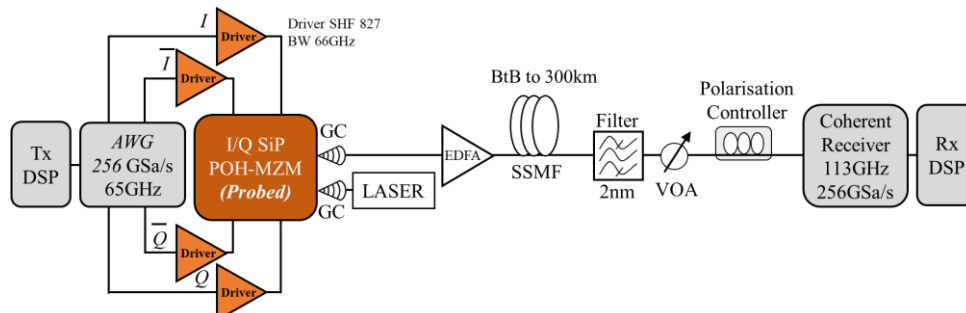 I
Driver
Driver SHF 827
BW 66GHz
I
Driver
Tx
DSP
AWG
256 GSa/s
65GHz
I/Q SiP
POH-MZM
(Probed)
GC
GC
LASER
EDFA
BtB to 300km
SSMF
Filter
2nm
VOA
Polarisation
Controller
Coherent
Receiver
113GHz
256GSa/s
Rx
DSP
Q
Driver
Q
Driver